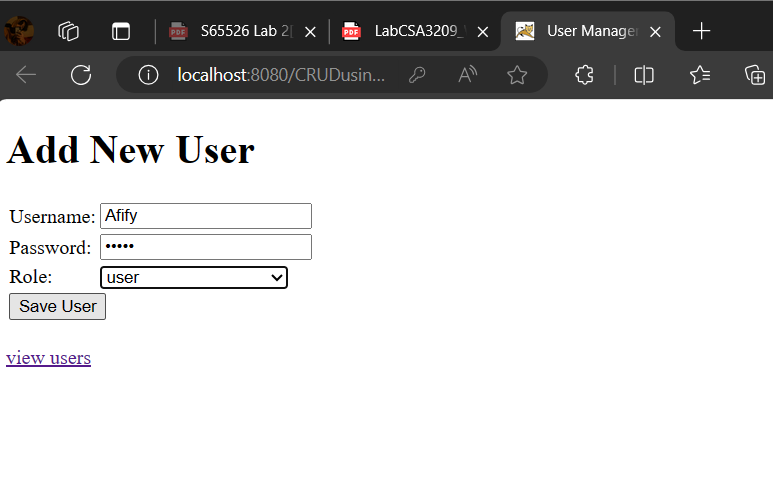 S65526 Lab 2[
LabCSA3209_
User Manager
localhost:8080/CRUDusin...
Add New User
Username: Afify
Password: •••••
Role: user
Save User
view users